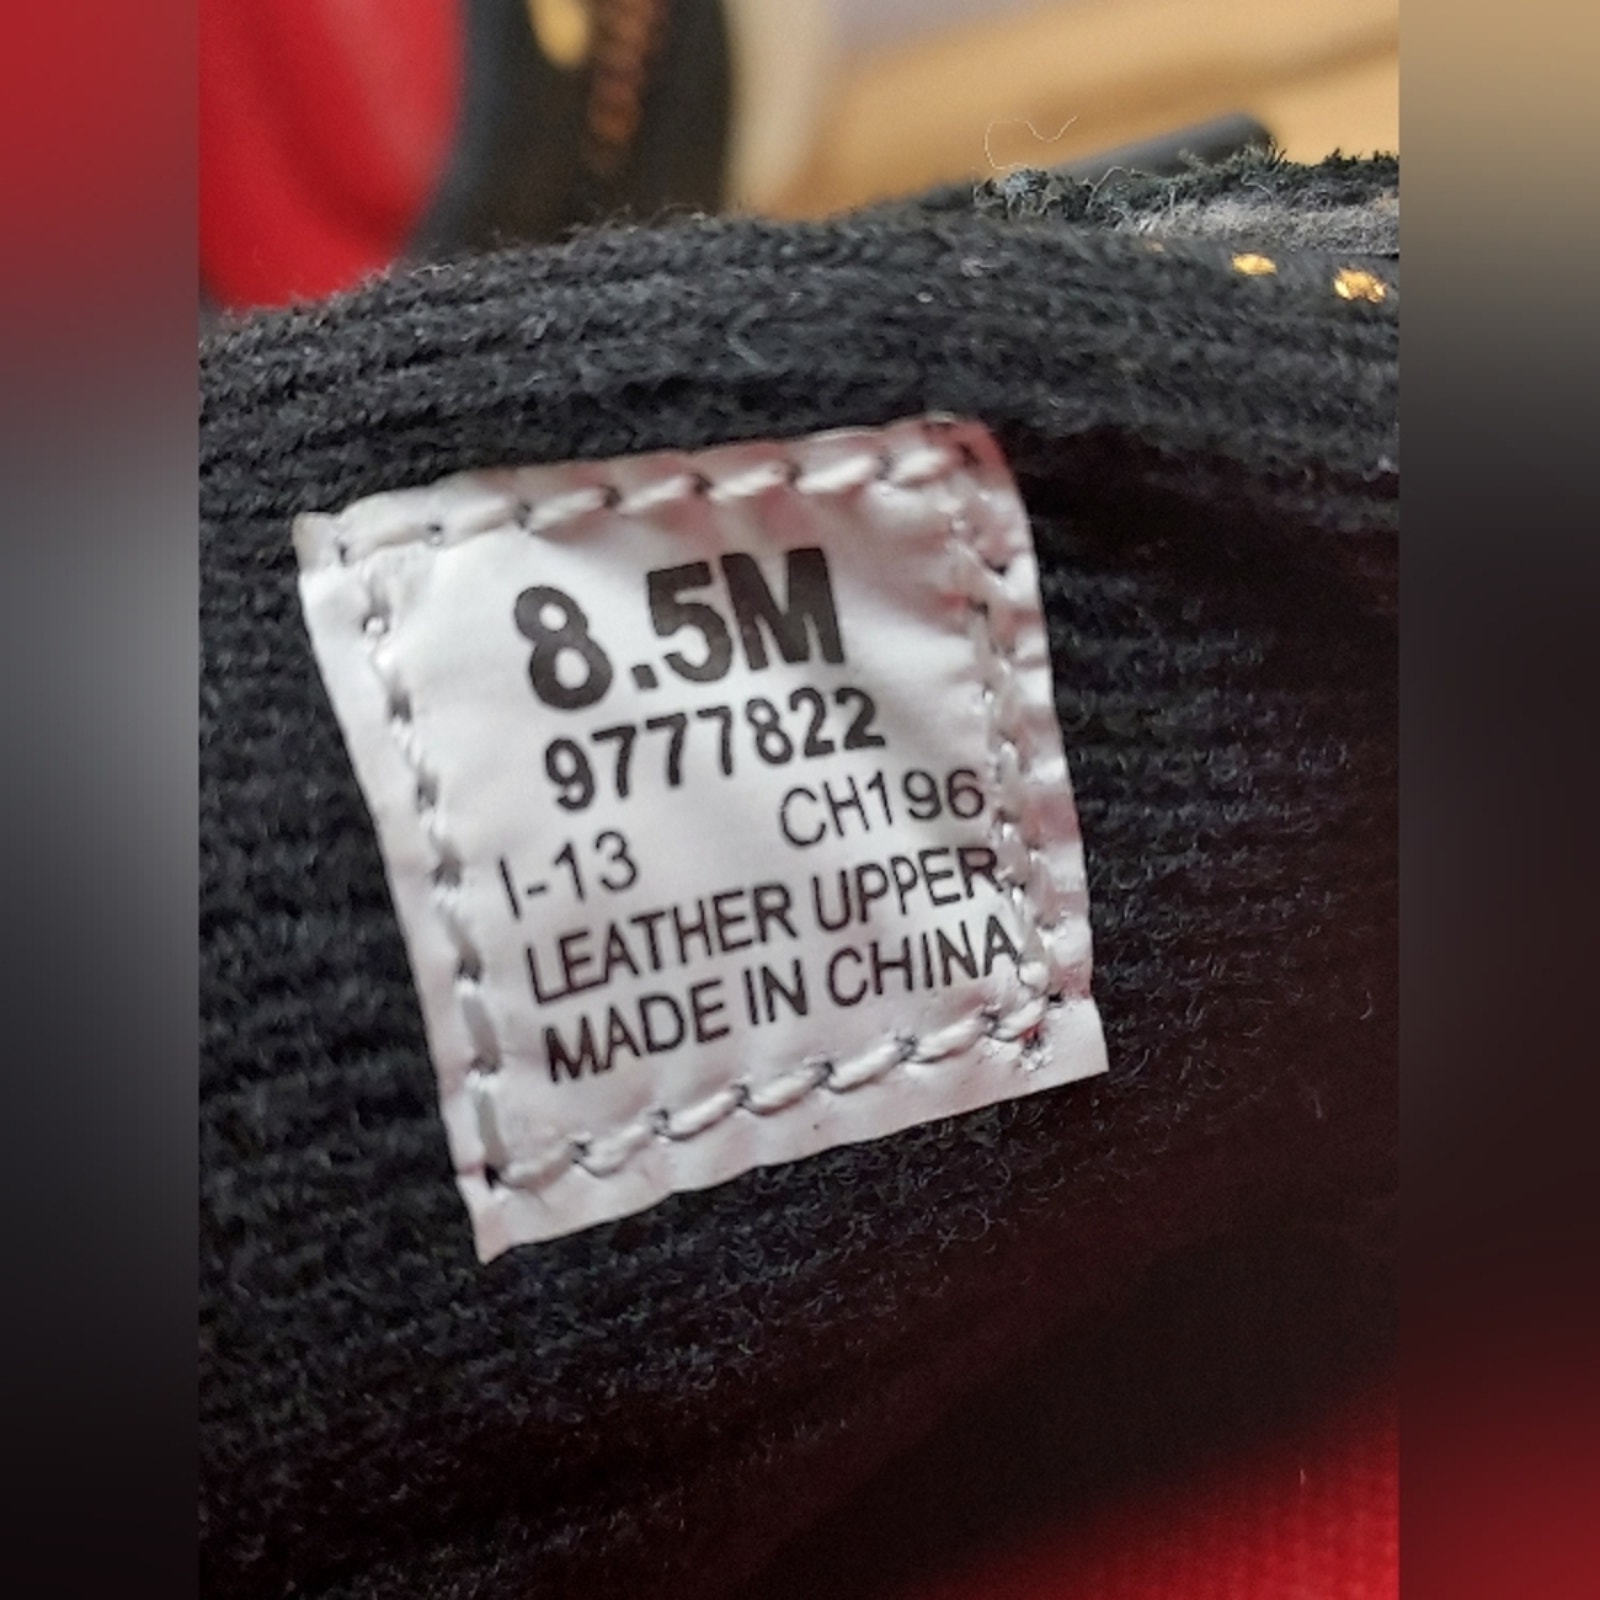 8.5M
9777822
I-13 CH196
LEATHER UPPER
MADE IN CHINA